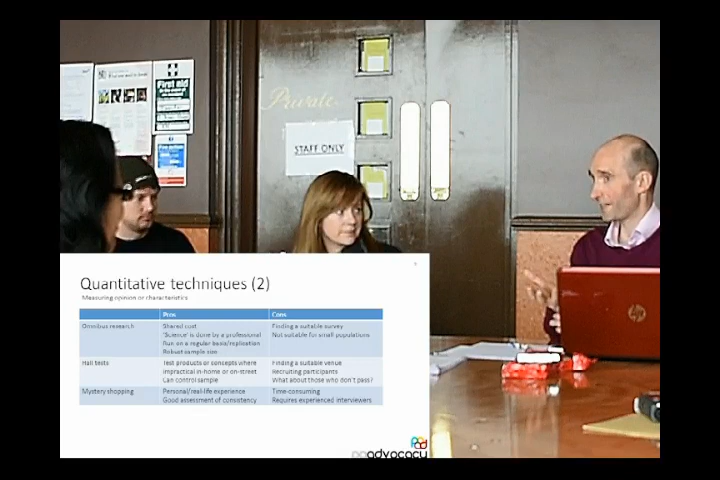 Private
STAFF ONLY
First aid
Fire action
hp
Quantitative techniques (2)
Measuring opinion or characteristics
Pros
Cons
Omnibus research
Shared cost
'Science' is done by a professional
on a regular basis/replication
Robust sample size
Finding a suitable survey
Not suitable for small populations
Hall tests
Test products or concepts where
impractical in-home or on-street
Can control sample
Finding a suitable venue
Recruiting participants
What about those who don't pass?
Mystery shopping
Personal/real-life experience
Good assessment of consistency
Time-consuming
Requires experienced interviewers
advocacy